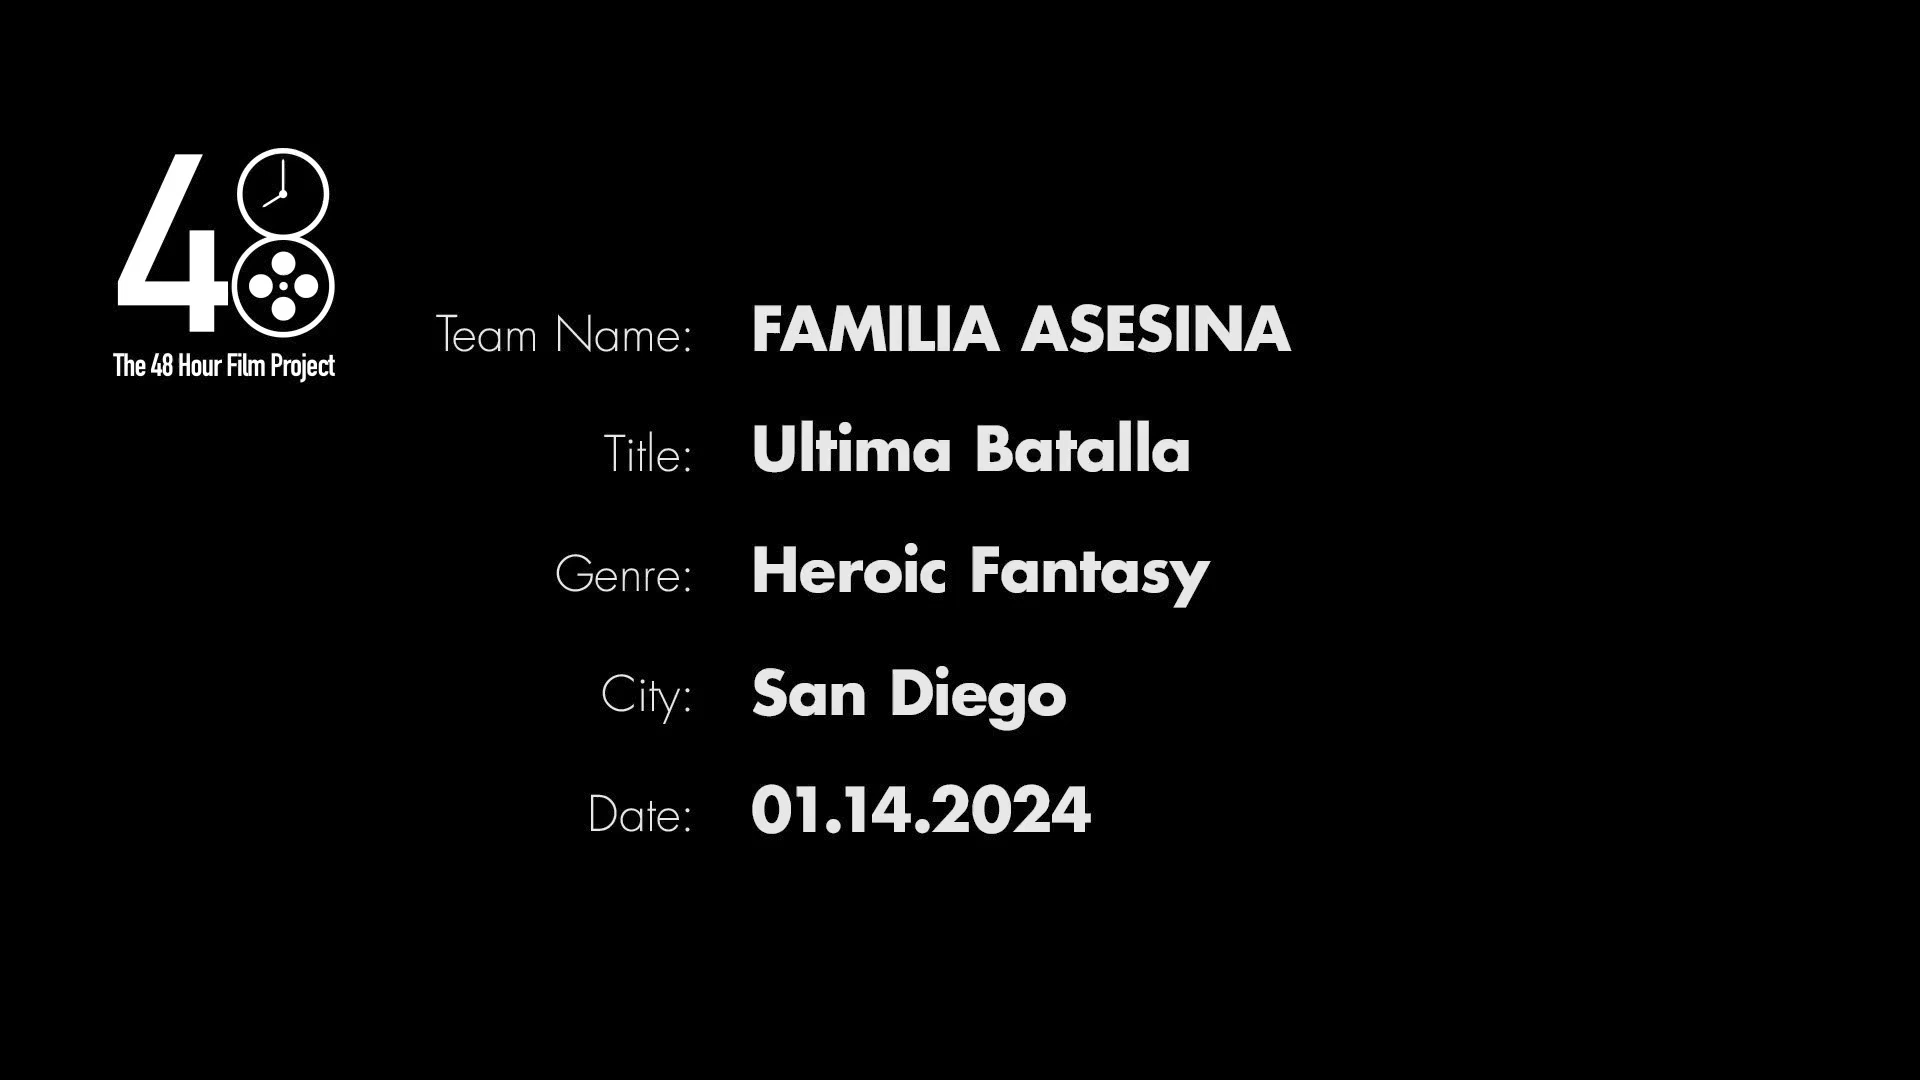 48
The 48 Hour Film Project
Team Name: FAMILIA ASESINA
Title: Ultima Batalla
Genre: Heroic Fantasy
City: San Diego
Date: 01.14.2024